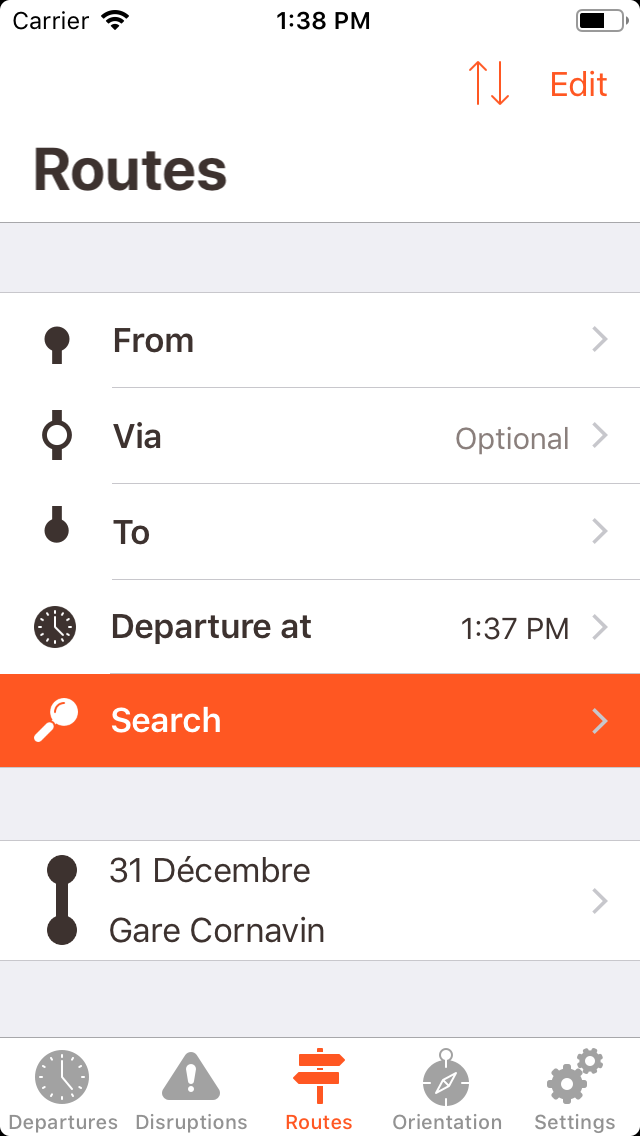 Carrier 1:38 PM
Edit
Routes
From
Via Optional
To
Departure at 1:37 PM
Search
31 Décembre
Gare Cornavin
Departures Disruptions Routes Orientation Settings